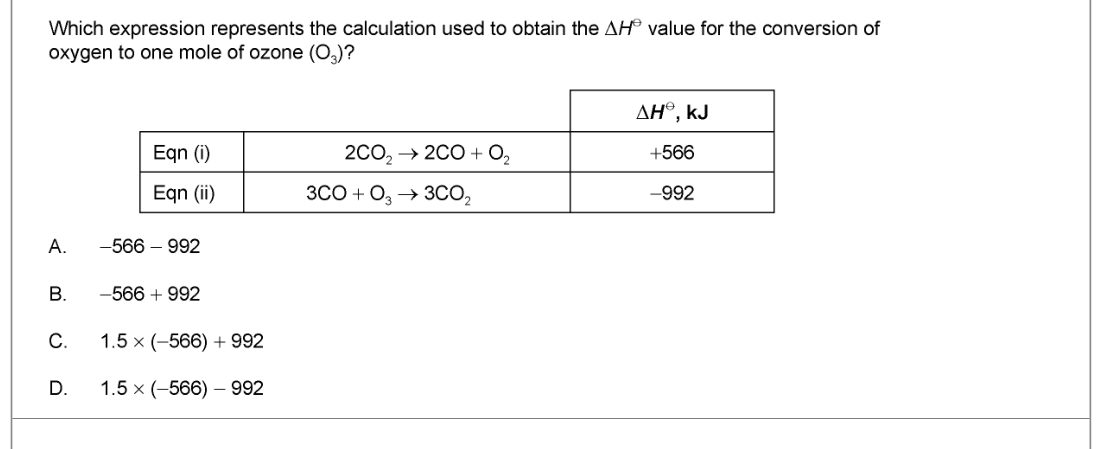 Which expression represents the calculation used to obtain the ΔH⦵ value for the conversion of
oxygen to one mole of ozone (O₃)?
ΔH⦵, kJ
Eqn (i) 2CO₂ → 2CO + O₂ +566
Eqn (ii) 3CO + O₃ → 3CO₂ –992
A. –566 – 992
B. –566 + 992
C. 1.5 × (–566) + 992
D. 1.5 × (–566) – 992